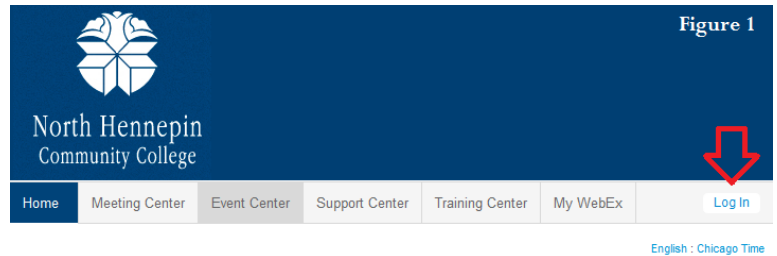 Figure 1
North Hennepin
Community College
Home Meeting Center Event Center Support Center Training Center My WebEx Log In
English : Chicago Time